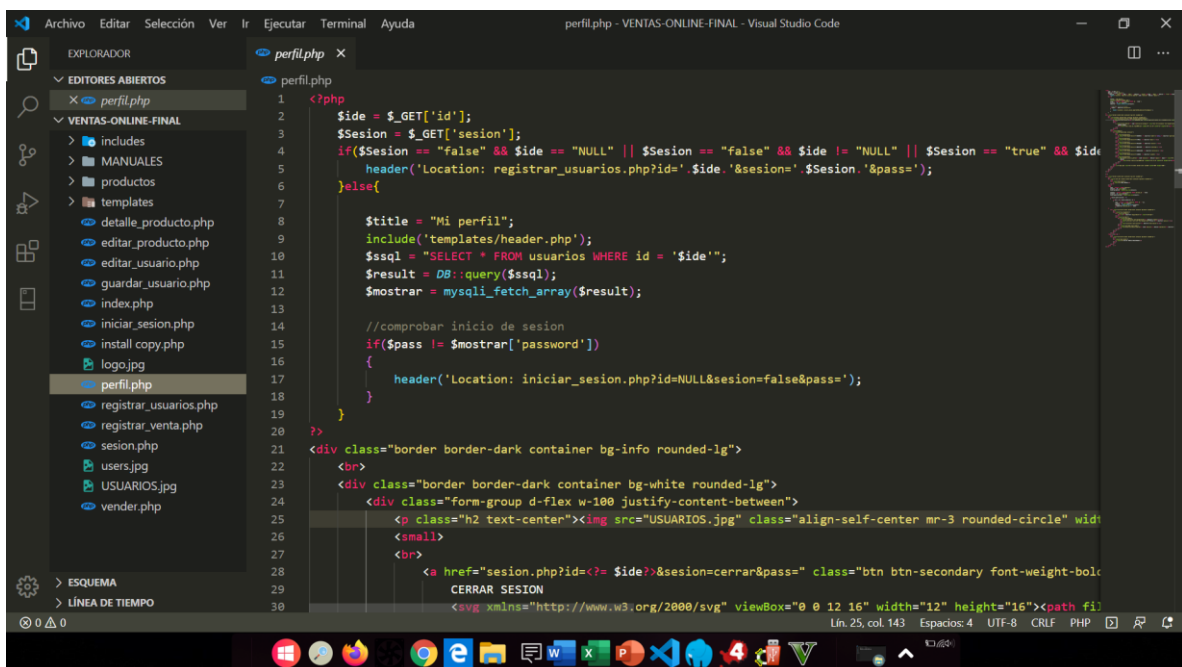 Archivo Editar Selección Ver Ir Ejecutar Terminal Ayuda
perfil.php - VENTAS-ONLINE-FINAL - Visual Studio Code
EXPLORADOR
EDITORES ABIERTOS
perfil.php
VENTAS-ONLINE-FINAL
includes
MANUALES
productos
templates
detalle_producto.php
editar_producto.php
editar_usuario.php
guardar_usuario.php
index.php
iniciar_sesion.php
install copy.php
logo.jpg
perfil.php
registrar_usuarios.php
registrar_venta.php
sesion.php
users.jpg
USUARIOS.jpg
vender.php
ESQUEMA
LÍNEA DE TIEMPO
perfil.php
perfil.php
1 <?php
2 $ide = $_GET['id'];
3 $Sesion = $_GET['sesion'];
4 if($Sesion == "false" && $ide == "NULL" || $Sesion == "false" && $ide != "NULL" || $Sesion == "true" && $ide
5 header('Location: registrar_usuarios.php?id='.$ide.'&sesion='.$Sesion.'&pass=');
6 }else{
7
8 $title = "Mi perfil";
9 include('templates/header.php');
10 $ssql = "SELECT * FROM usuarios WHERE id = '$ide'";
11 $result = DB::query($ssql);
12 $mostrar = mysqli_fetch_array($result);
13
14 //comprobar inicio de sesion
15 if($pass != $mostrar['password'])
16 {
17 header('Location: iniciar_sesion.php?id=NULL&sesion=false&pass=');
18 }
19 }
20 ?>
21 <div class="border border-dark container bg-info rounded-lg">
22 <br>
23 <div class="border border-dark container bg-white rounded-lg">
24 <div class="form-group d-flex w-100 justify-content-between">
25 <p class="h2 text-center"><img src="USUARIOS.jpg" class="align-self-center mr-3 rounded-circle" widt
26 <small>
27 <br>
28 <a href="sesion.php?id=<?= $ide?>&sesion=cerrar&pass=" class="btn btn-secondary font-weight-bolc
29 CERRAR SESION
30 <svg xmlns="http://www.w3.org/2000/svg" viewBox="0 0 12 16" width="12" height="16"><path fil
0 0
Lín. 25, col. 143 Espacios: 4 UTF-8 CRLF PHP